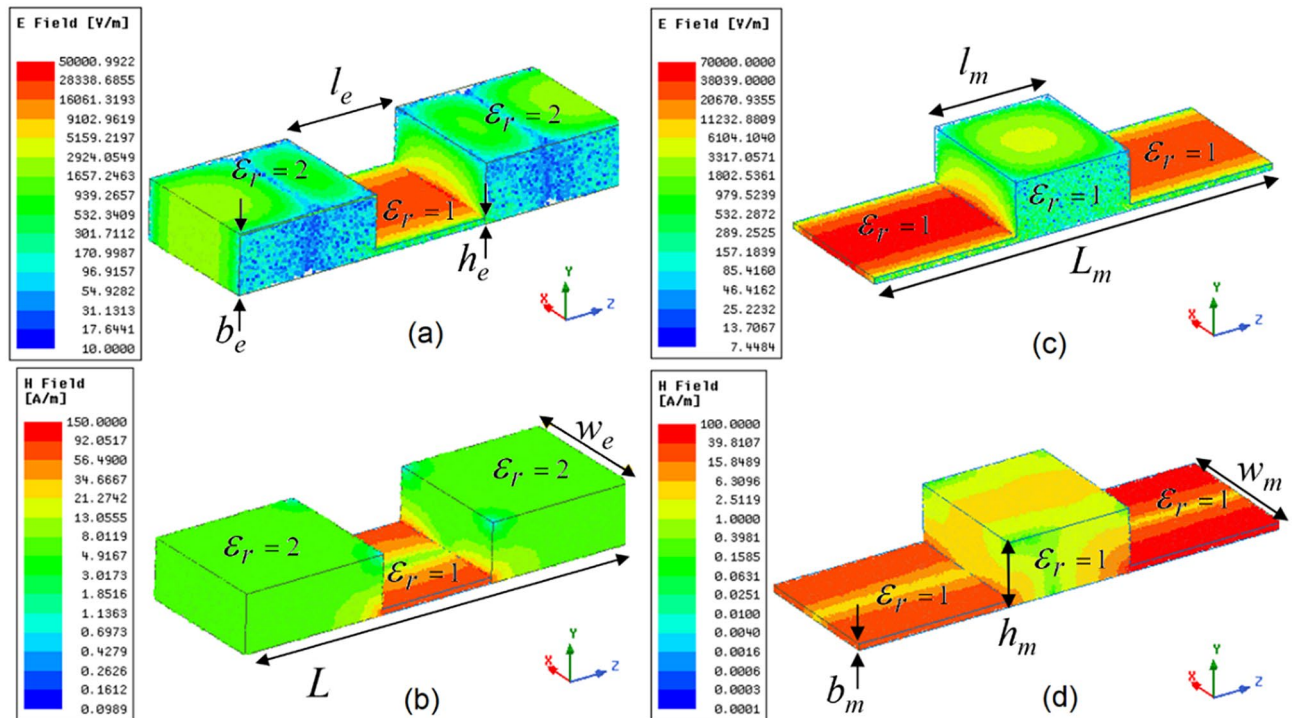 E Field [V/m]
50000.9922
28338.6855
16061.3193
9102.9619
5159.2197
2924.0549
1657.2463
939.2657
532.3409
301.7112
170.9987
96.9157
54.9282
31.1313
17.6441
10.0000
l_e
ε_r = 2
ε_r = 2
ε_r = 1
h_e
b_e
X
Y
Z
(a)
E Field [V/m]
70000.0000
38039.0000
20670.9355
11232.8809
6104.1040
3317.0571
1802.5361
979.5239
532.2872
289.2525
157.1839
85.4160
46.4162
25.2232
13.7067
7.4484
l_m
ε_r = 1
ε_r = 1
ε_r = 1
L_m
X
Y
Z
(c)
H Field
[A/m]
150.0000
92.0517
56.4900
34.6667
21.2742
13.0555
8.0119
4.9167
3.0173
1.8516
1.1363
0.6973
0.4279
0.2626
0.1612
0.0989
w_e
ε_r = 2
ε_r = 2
ε_r = 1
L
X
Y
Z
(b)
H Field
[A/m]
100.0000
39.8107
15.8489
6.3096
2.5119
1.0000
0.3981
0.1585
0.0631
0.0251
0.0100
0.0040
0.0016
0.0006
0.0003
0.0001
w_m
ε_r = 1
ε_r = 1
ε_r = 1
h_m
b_m
X
Y
Z
(d)